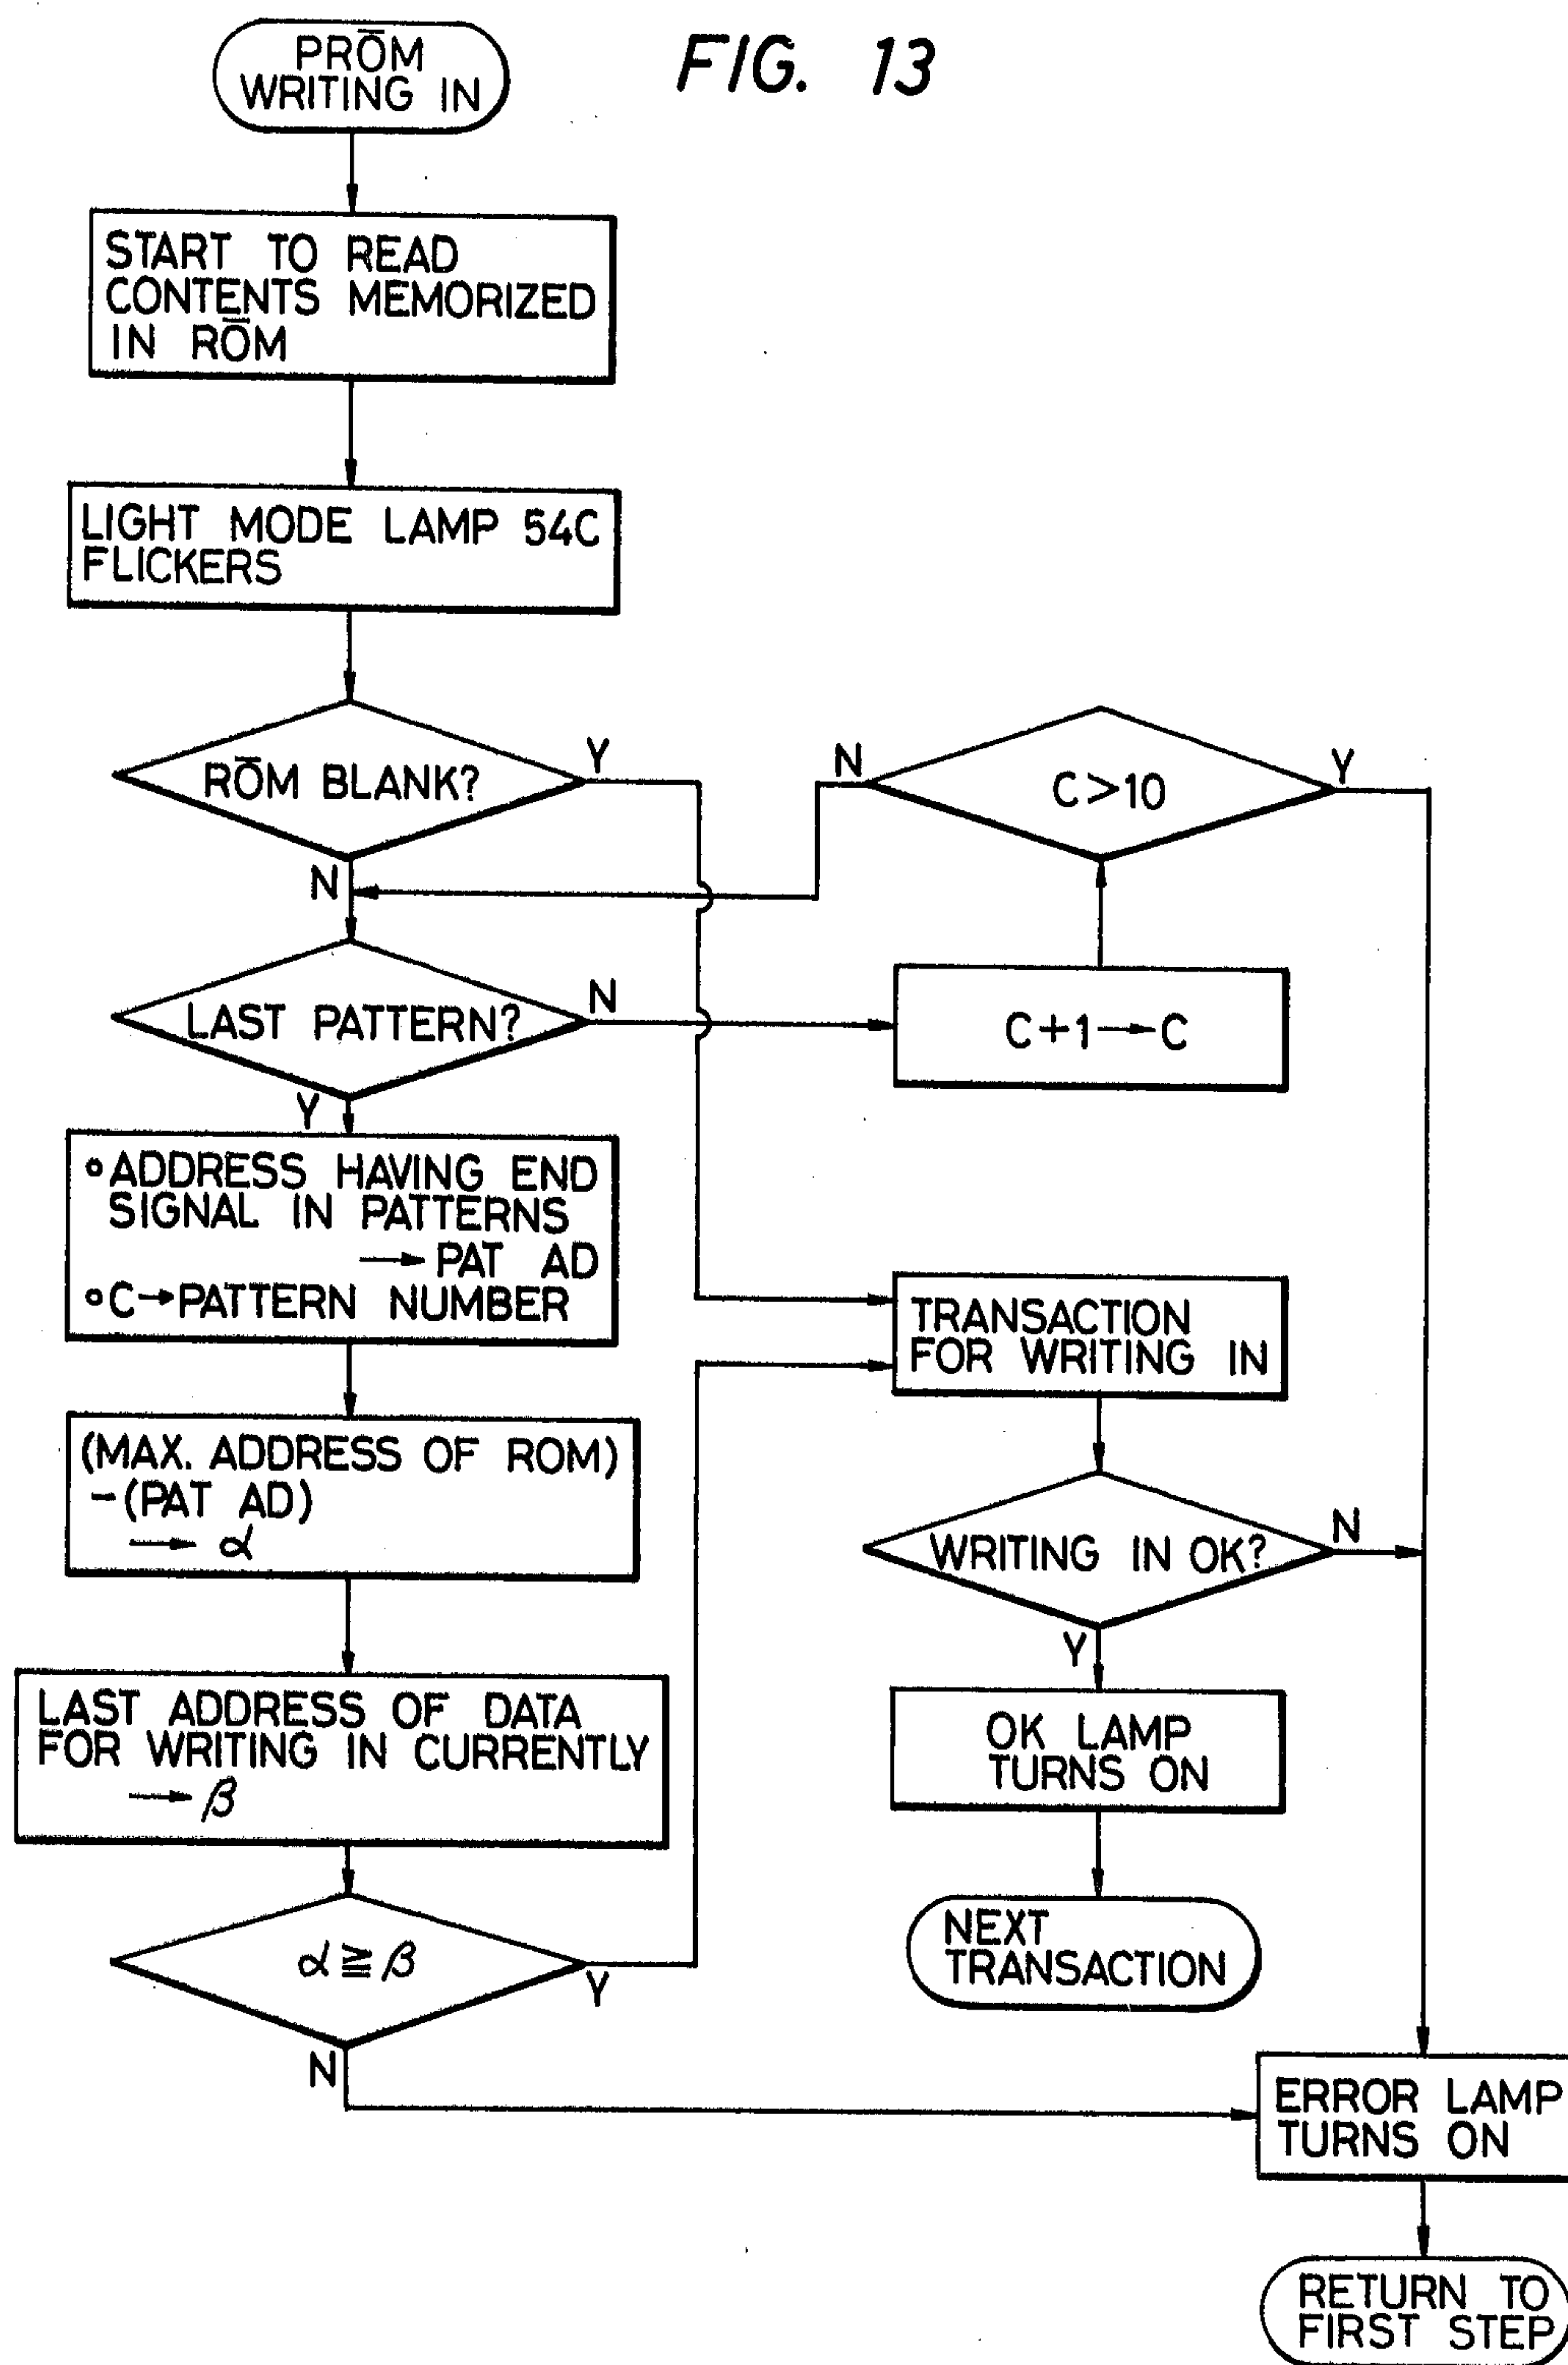 FIG. 13
PRŌM
WRITING IN
START TO READ
CONTENTS MEMORIZED
IN RŌM
LIGHT MODE LAMP 54C
FLICKERS
RŌM BLANK?
Y
N
C>10
N
Y
LAST PATTERN?
N
Y
C+1→C
∘ADDRESS HAVING END
SIGNAL IN PATTERNS
→PAT AD
∘C→PATTERN NUMBER
(MAX. ADDRESS OF ROM)
-(PAT AD)
→ α
LAST ADDRESS OF DATA
FOR WRITING IN CURRENTLY
→β
α≧β
Y
N
TRANSACTION
FOR WRITING IN
WRITING IN OK?
N
Y
OK LAMP
TURNS ON
NEXT
TRANSACTION
ERROR LAMP
TURNS ON
RETURN TO
FIRST STEP